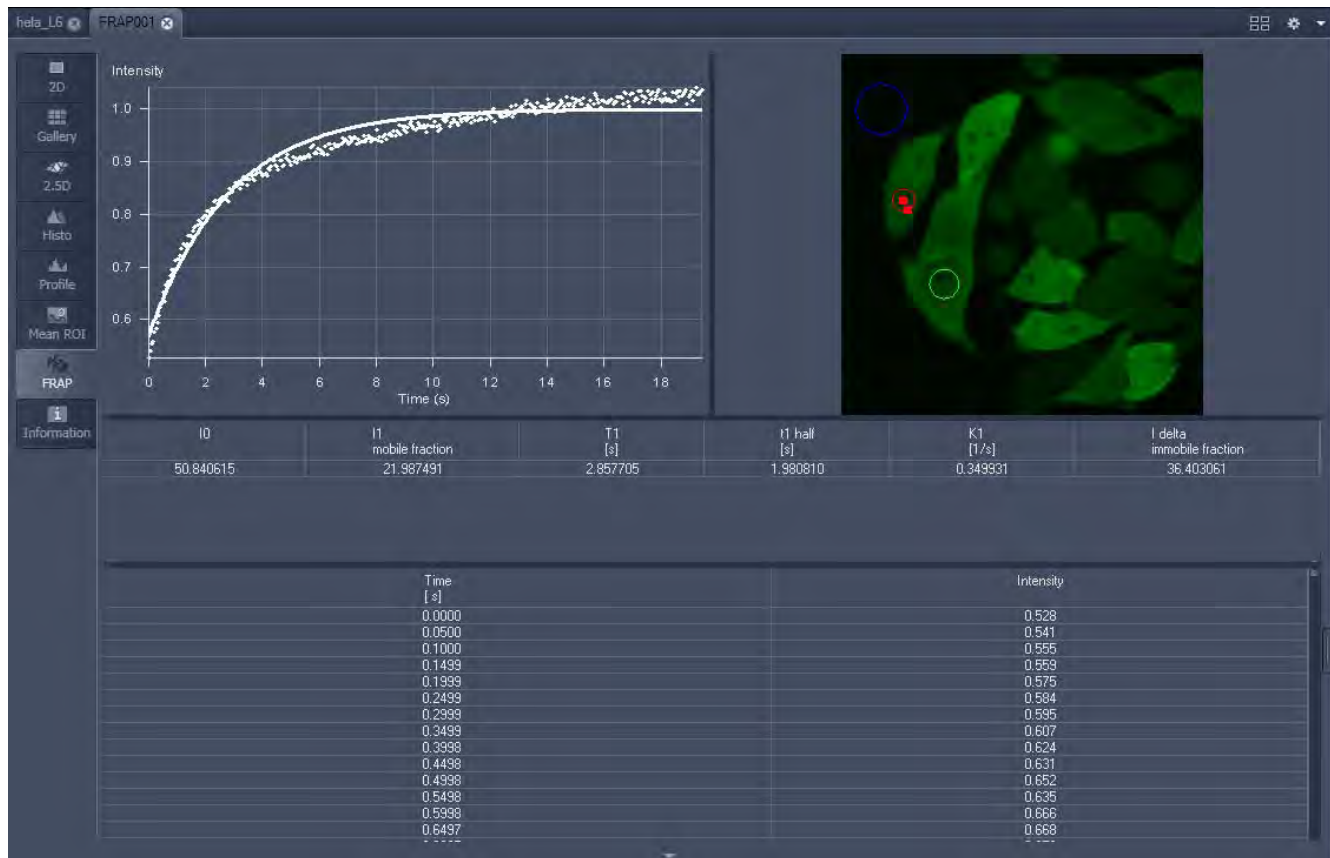 hela_L6
FRAP001
2D
Gallery
2.5D
Histo
Profile
Mean ROI
FRAP
Information
Intensity
1.0
0.9
0.8
0.7
0.6
0 2 4 6 8 10 12 14 16 18
Time (s)
I0 I1 T1 t1 half K1 I delta
mobile fraction [s] [s] [1/s] immobile fraction
50.840615 21.987491 2.857705 1.980810 0.349931 36.403061
Time Intensity
[s]
0.0000 0.528
0.0500 0.541
0.1000 0.555
0.1499 0.559
0.1999 0.575
0.2499 0.584
0.2999 0.595
0.3499 0.607
0.3998 0.624
0.4498 0.631
0.4998 0.652
0.5498 0.635
0.5998 0.666
0.6497 0.668